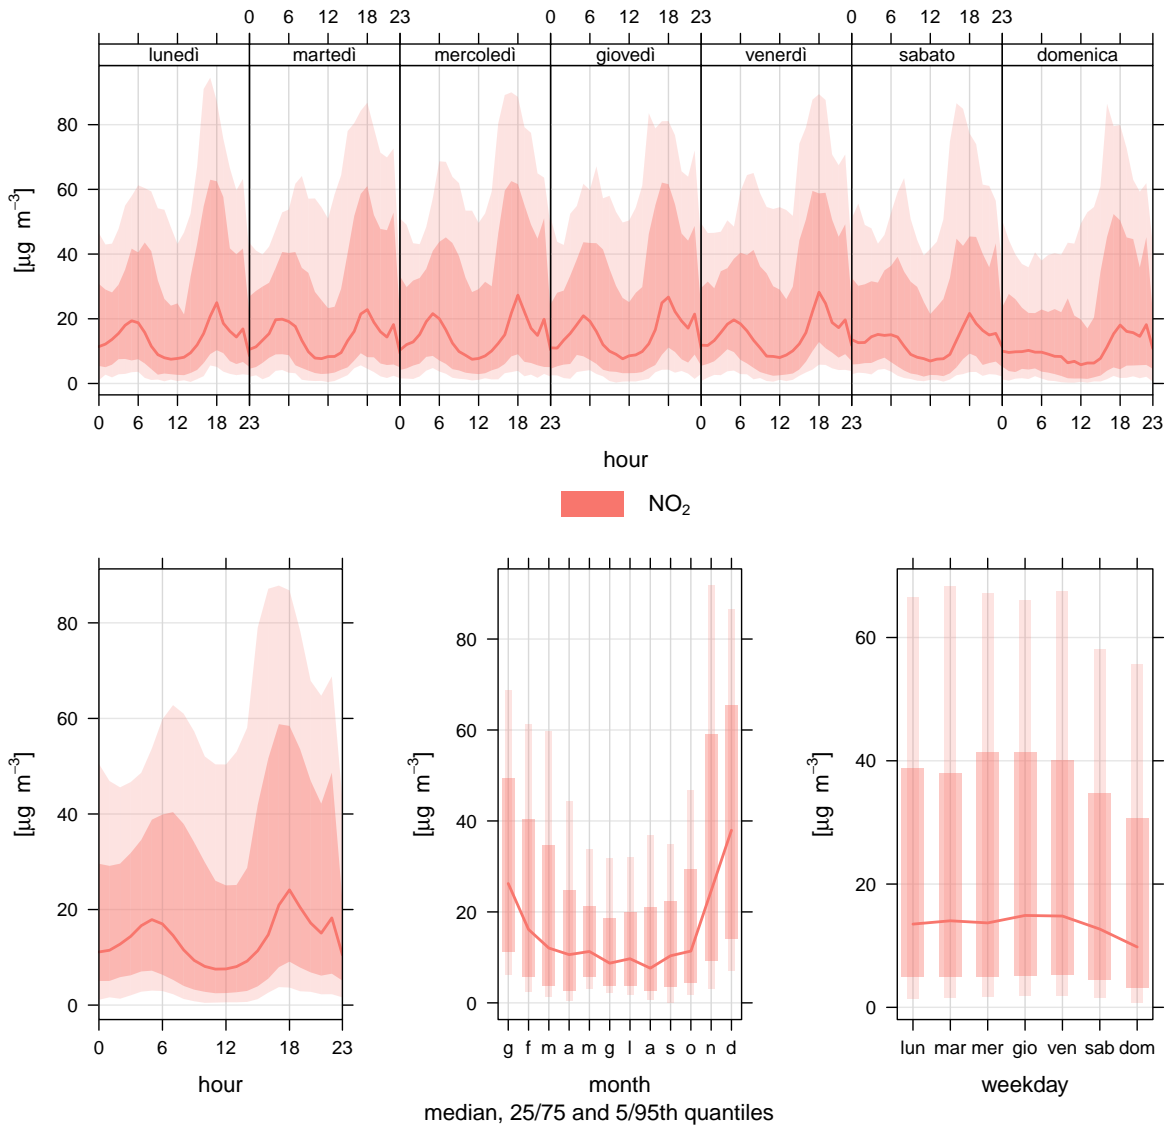 0 6 12 18 23 0 6 12 18 23 0 6 12 18 23
lunedì martedì mercoledì giovedì venerdì sabato domenica
80
60
40
20
0
[µg m⁻³]
0 6 12 18 23 0 6 12 18 23 0 6 12 18 23 0 6 12 18 23
hour
NO₂
80
60
40
20
0
[µg m⁻³]
0 6 12 18 23
hour
80
60
40
20
0
[µg m⁻³]
g f m a m g l a s o n d
month
60
40
20
0
[µg m⁻³]
lun mar mer gio ven sab dom
weekday
median, 25/75 and 5/95th quantiles